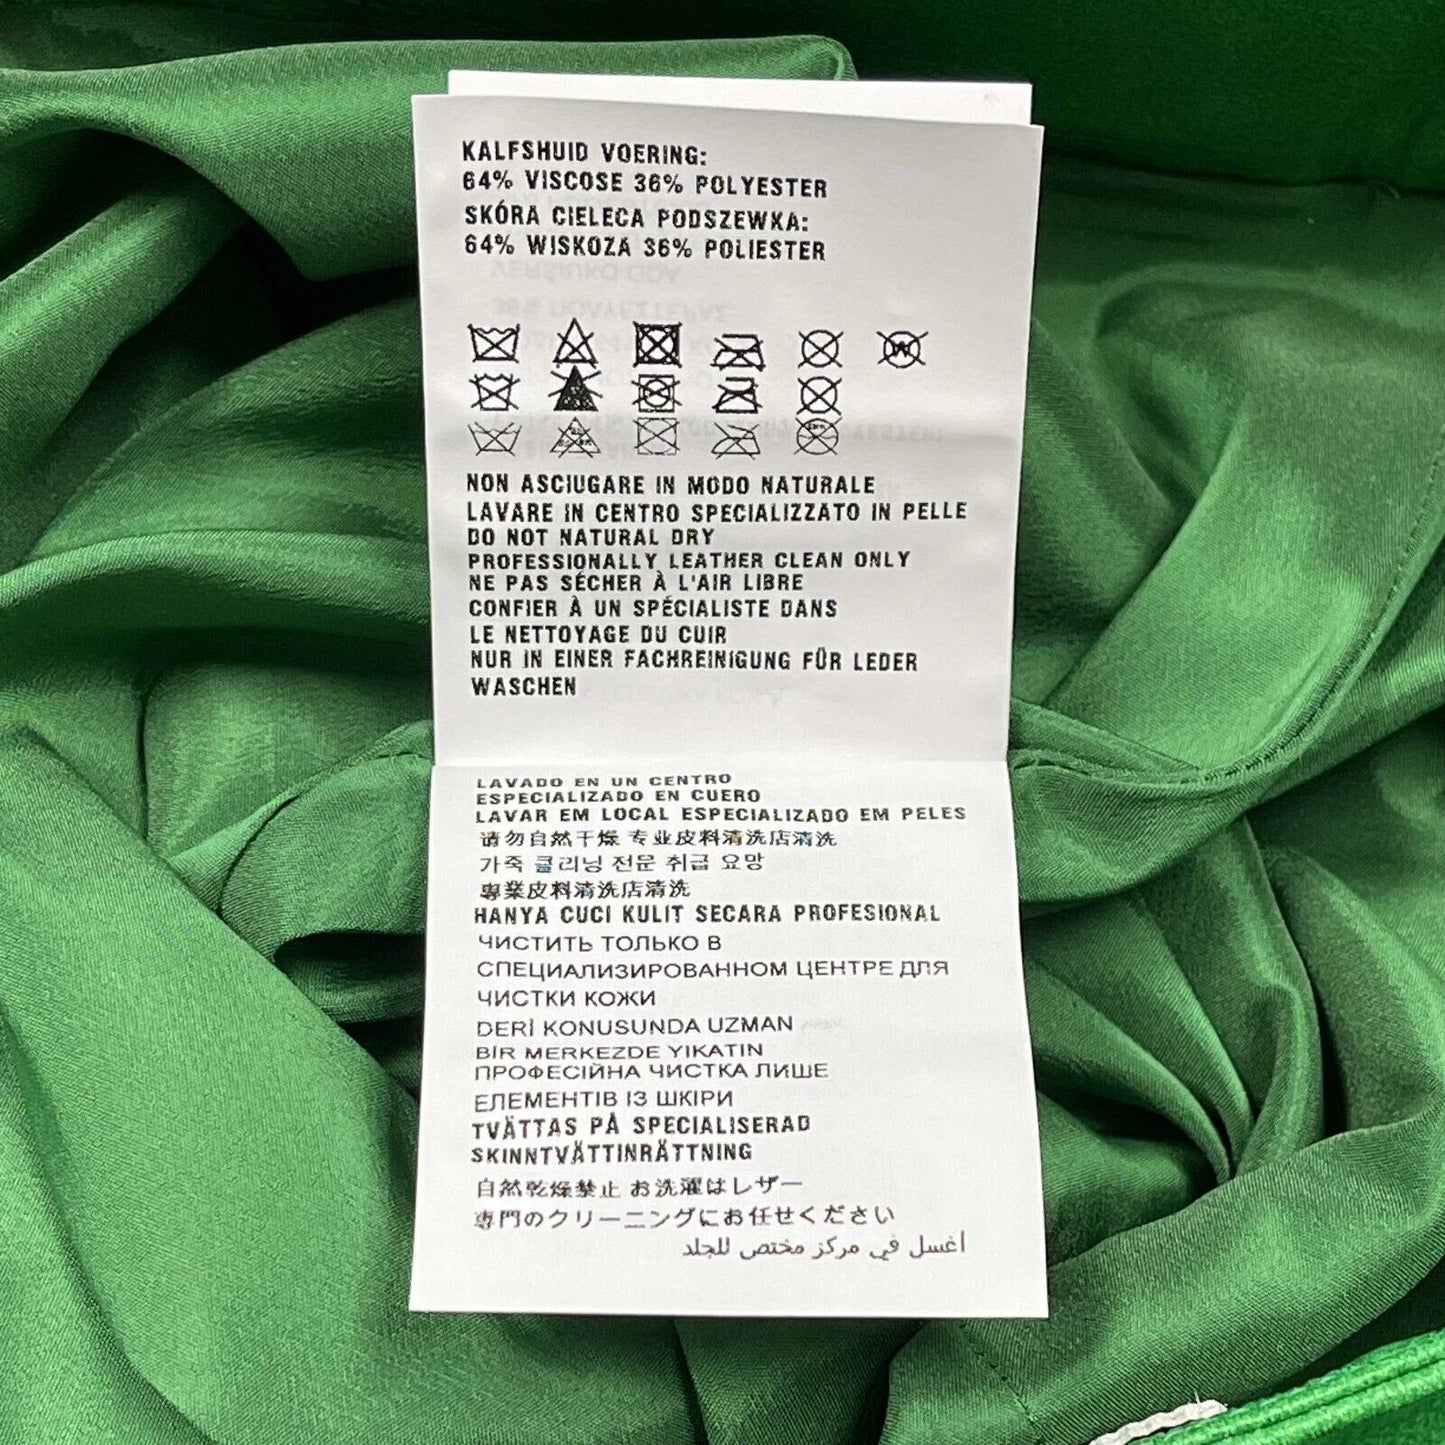 KALFSHUID VOERING:
64% VISCOSE 36% POLYESTER
SKÓRA CIELECA PODSZEWKA:
64% WISKOZA 36% POLIESTER
W
NON ASCIUGARE IN MODO NATURALE
LAVARE IN CENTRO SPECIALIZZATO IN PELLE
DO NOT NATURAL DRY
PROFESSIONALLY LEATHER CLEAN ONLY
NE PAS SÉCHER À L'AIR LIBRE
CONFIER À UN SPÉCIALISTE DANS
LE NETTOYAGE DU CUIR
NUR IN EINER FACHREINIGUNG FÜR LEDER
WASCHEN
LAVADO EN UN CENTRO
ESPECIALIZADO EN CUERO
LAVAR EM LOCAL ESPECIALIZADO EM PELES
请勿自然干燥 专业皮料清洗店清洗
가죽 클리닝 전문 취급 요망
專業皮料清洗店清洗
HANYA CUCI KULIT SECARA PROFESIONAL
ЧИСТИТЬ ТОЛЬКО В
СПЕЦИАЛИЗИРОВАННОМ ЦЕНТРЕ ДЛЯ
ЧИСТКИ КОЖИ
DERİ KONUSUNDA UZMAN
BİR MERKEZDE YIKATIN
ПРОФЕСІЙНА ЧИСТКА ЛИШЕ
ЕЛЕМЕНТІВ ІЗ ШКІРИ
TVÄTTAS PÅ SPECIALISERAD
SKINNTVÄTTINRÄTTNING
自然乾燥禁止 お洗濯はレザー
専門のクリーニングにお任せください
أغسل في مركز مختص للجلد